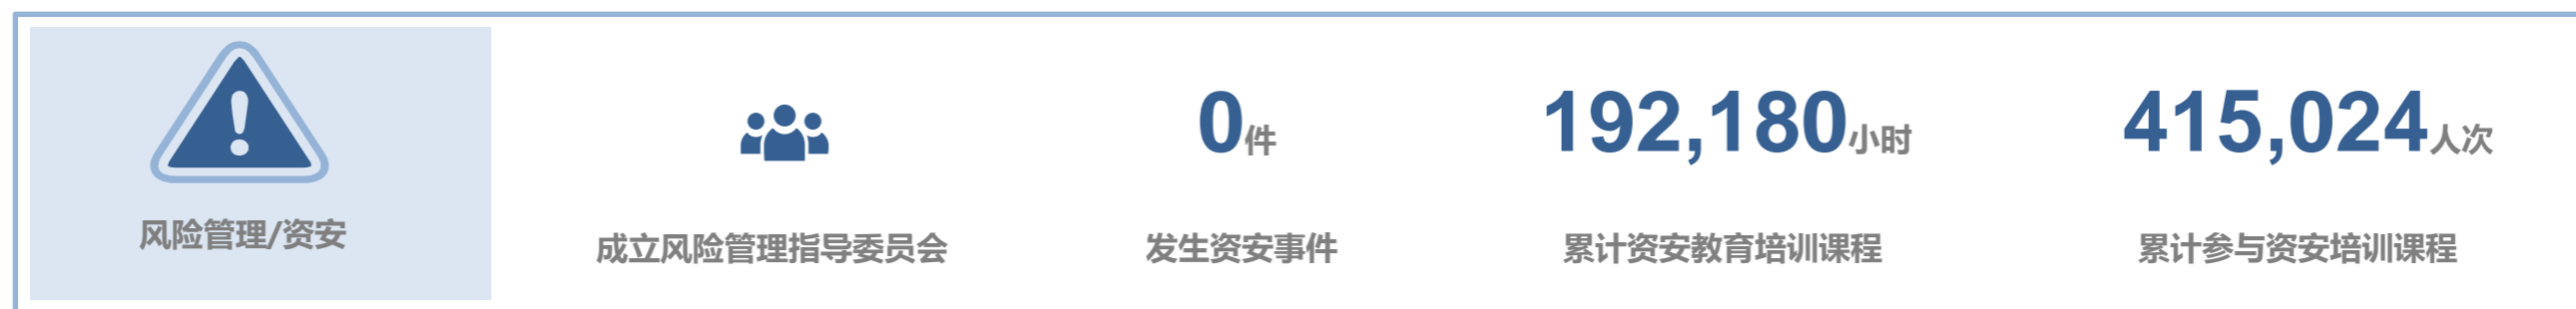 风险管理/资安
成立风险管理指导委员会
0件
发生资安事件
192,180小时
累计资安教育培训课程
415,024人次
累计参与资安培训课程